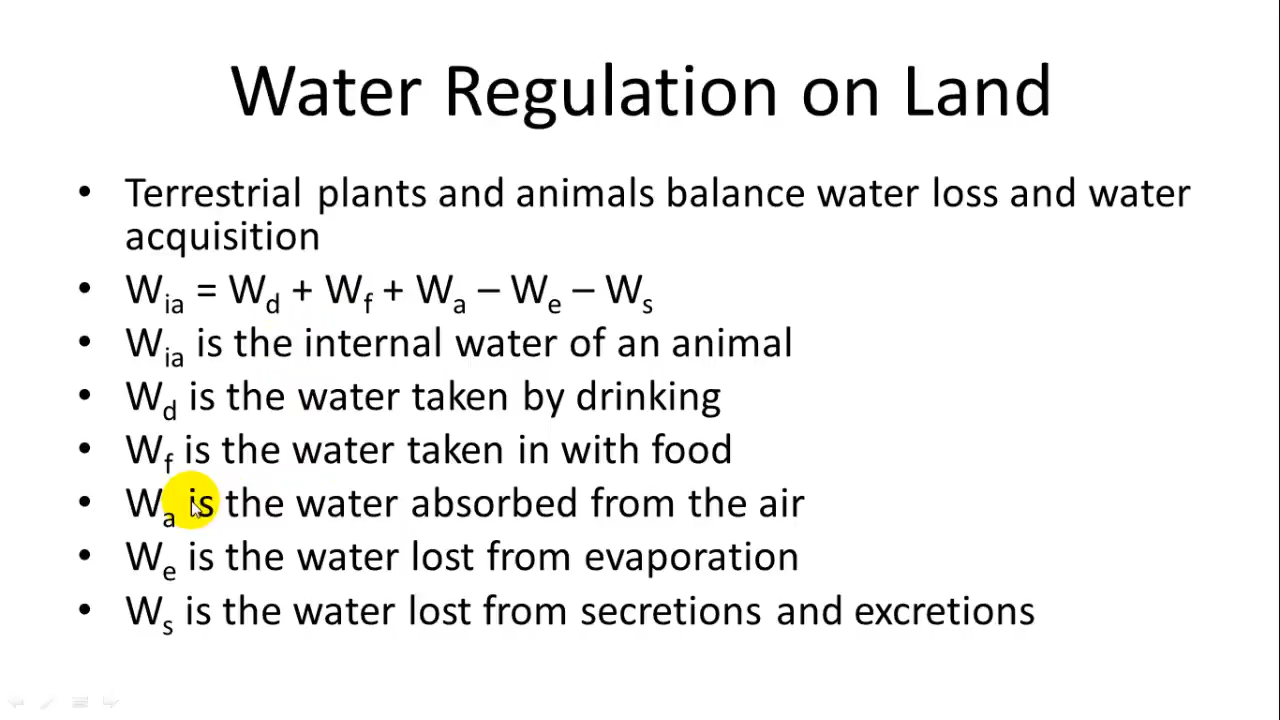 Water Regulation on Land
• Terrestrial plants and animals balance water loss and water
acquisition
• Wia = Wd + Wf + Wa – We – Ws
• Wia is the internal water of an animal
• Wd is the water taken by drinking
• Wf is the water taken in with food
• Wa is the water absorbed from the air
• We is the water lost from evaporation
• Ws is the water lost from secretions and excretions